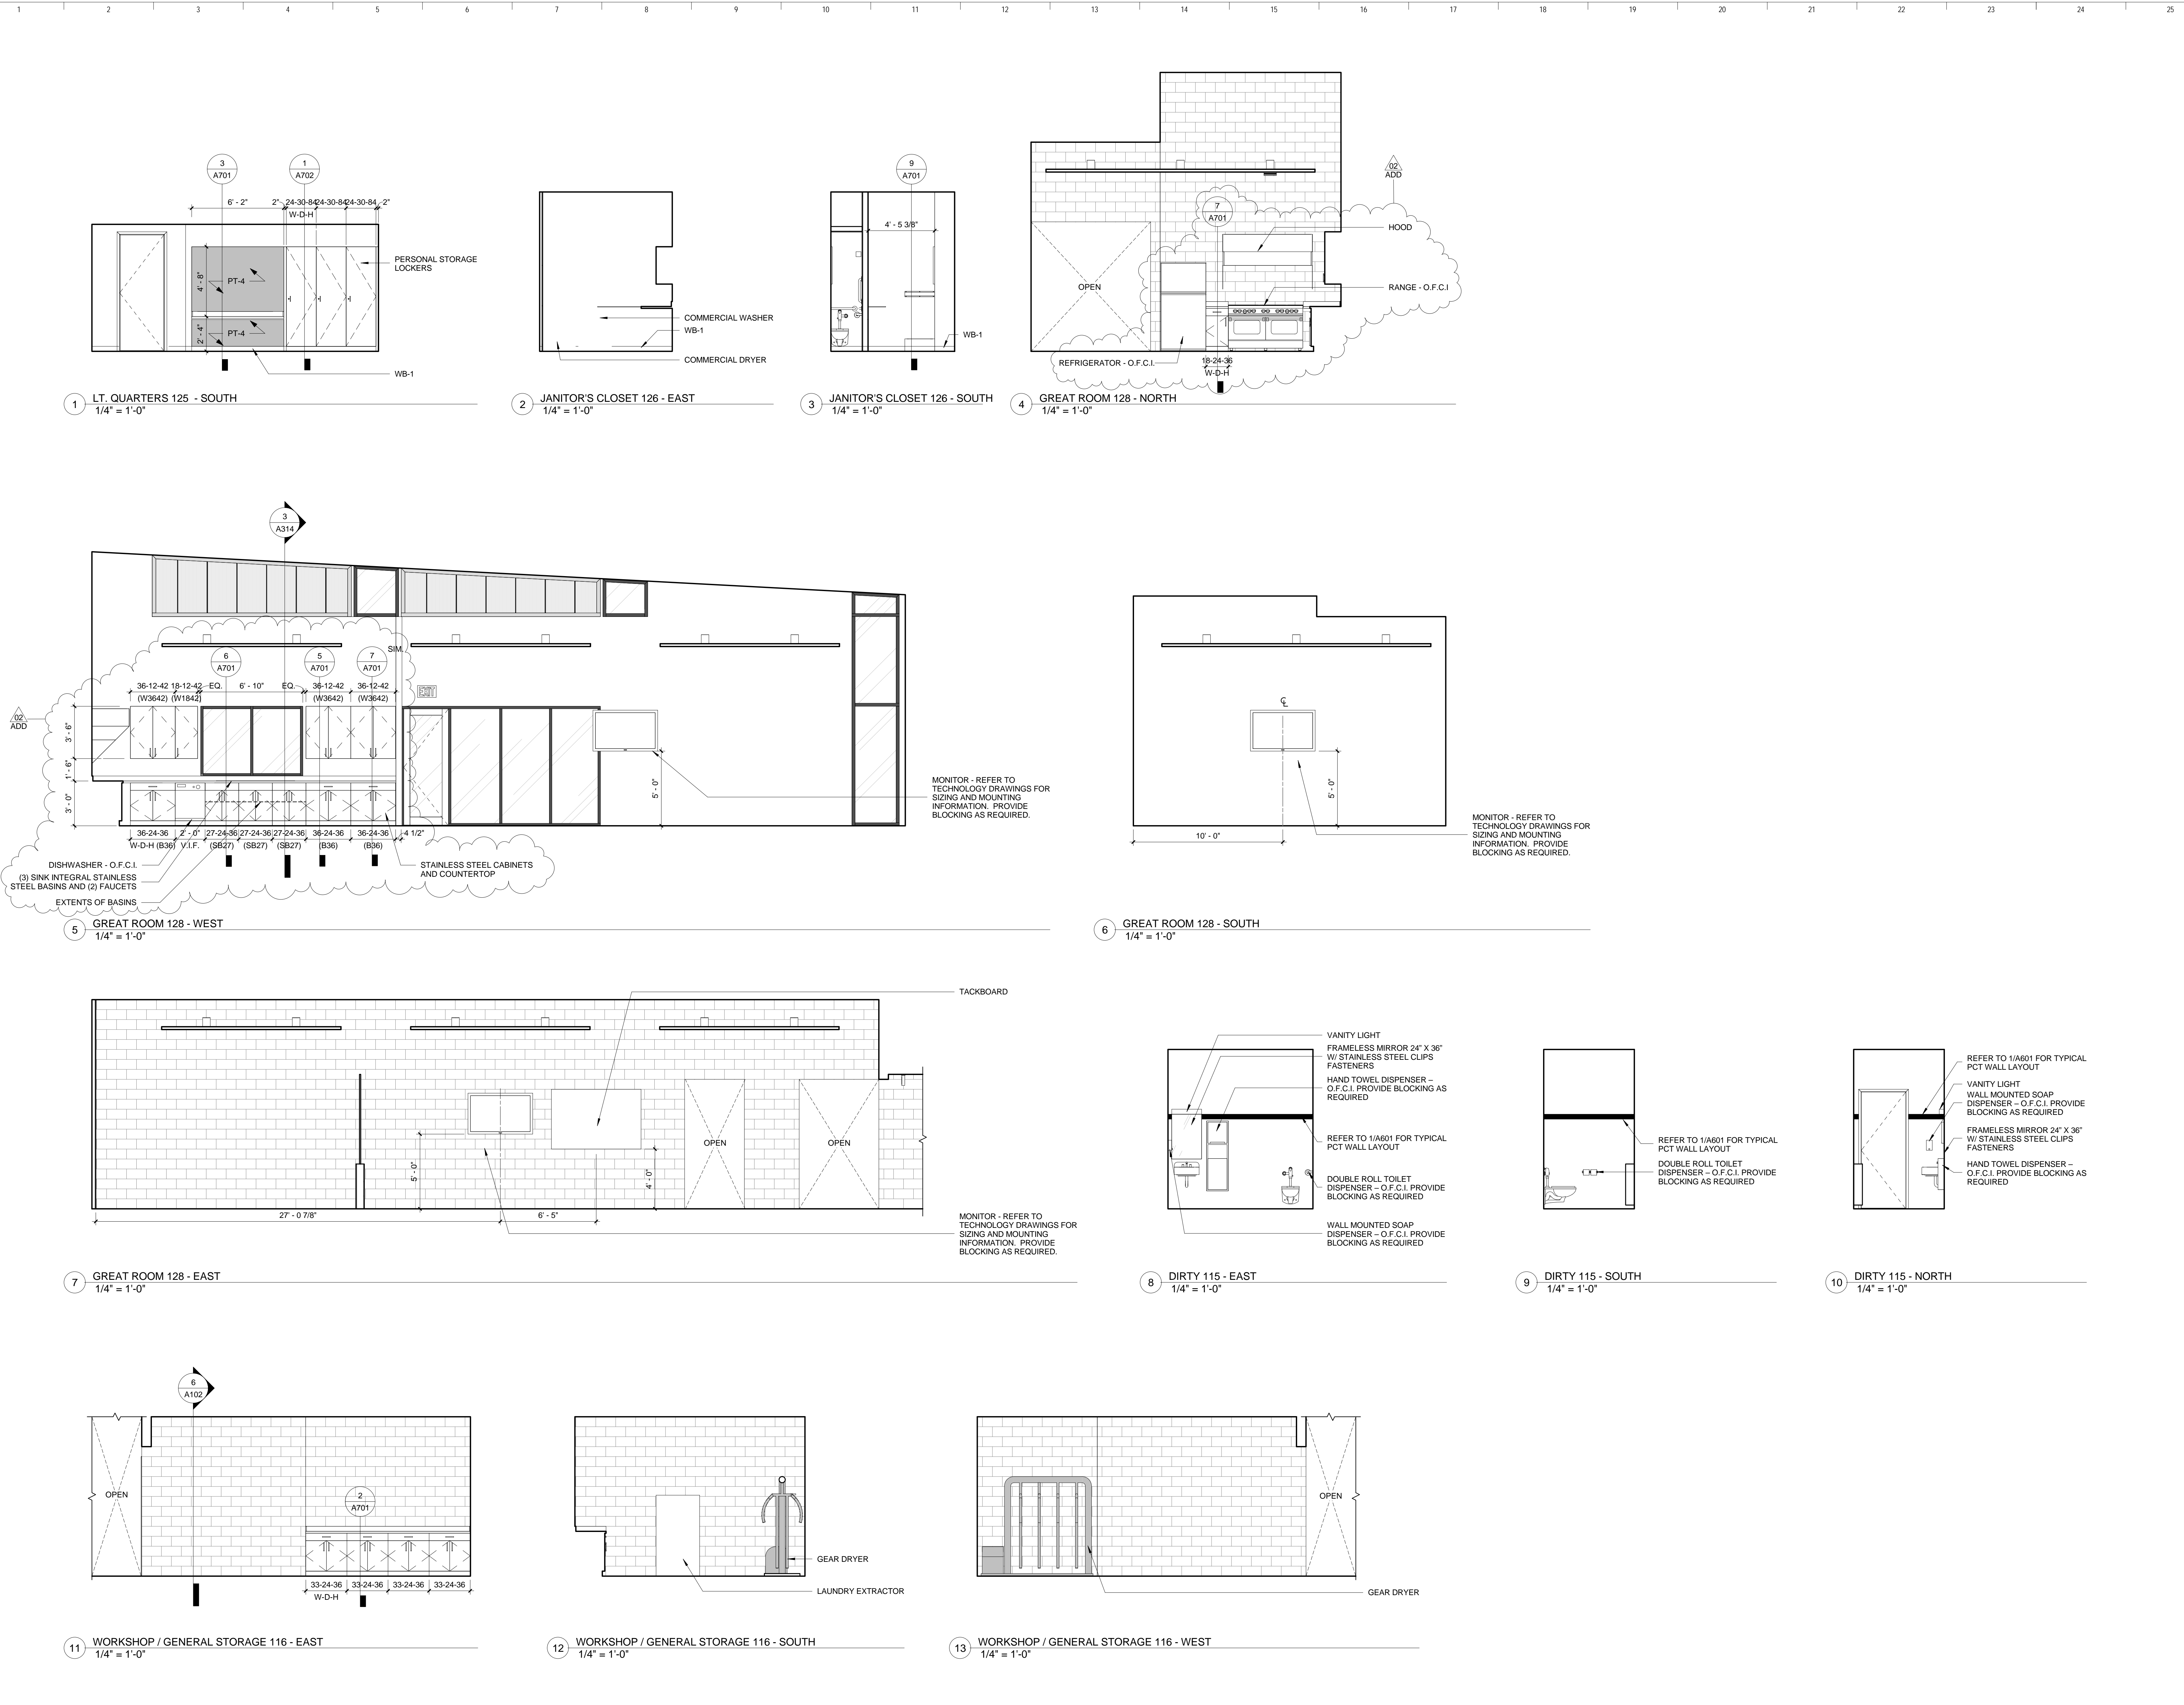 1 2 3 4 5 6 7 8 9 10 11 12 13 14 15 16 17 18 19 20 21 22 23 24 25
3
A701
1
A702
6' - 2"
2"
24-30-84
24-30-84
24-30-84
2"
W-D-H
4' - 8"
PT-4
2' - 4"
PT-4
PERSONAL STORAGE
LOCKERS
WB-1
1
LT. QUARTERS 125 - SOUTH
1/4" = 1'-0"
COMMERCIAL WASHER
WB-1
COMMERCIAL DRYER
2
JANITOR'S CLOSET 126 - EAST
1/4" = 1'-0"
9
A701
4' - 5 3/8"
WB-1
3
JANITOR'S CLOSET 126 - SOUTH
1/4" = 1'-0"
02
ADD
7
A701
HOOD
OPEN
RANGE - O.F.C.I
REFRIGERATOR - O.F.C.I.
18-24-36
W-D-H
4
GREAT ROOM 128 - NORTH
1/4" = 1'-0"
3
A314
6
A701
5
A701
7
A701
SIM.
36-12-42
18-12-42
EQ.
6' - 10"
EQ.
36-12-42
36-12-42
(W3642)
(W1842)
(W3642)
(W3642)
EXIT
02
ADD
3' - 6"
1' - 6"
3' - 0"
5' - 0"
MONITOR - REFER TO
TECHNOLOGY DRAWINGS FOR
SIZING AND MOUNTING
INFORMATION. PROVIDE
BLOCKING AS REQUIRED.
36-24-36
2' - 0"
27-24-36
27-24-36
27-24-36
36-24-36
36-24-36
4 1/2"
W-D-H (B36)
V.I.F.
(SB27)
(SB27)
(SB27)
(B36)
(B36)
DISHWASHER - O.F.C.I.
(3) SINK INTEGRAL STAINLESS
STEEL BASINS AND (2) FAUCETS
EXTENTS OF BASINS
STAINLESS STEEL CABINETS
AND COUNTERTOP
5
GREAT ROOM 128 - WEST
1/4" = 1'-0"
CL
5' - 0"
10' - 0"
MONITOR - REFER TO
TECHNOLOGY DRAWINGS FOR
SIZING AND MOUNTING
INFORMATION. PROVIDE
BLOCKING AS REQUIRED.
6
GREAT ROOM 128 - SOUTH
1/4" = 1'-0"
TACKBOARD
OPEN
OPEN
5' - 0"
4' - 0"
27' - 0 7/8"
6' - 5"
MONITOR - REFER TO
TECHNOLOGY DRAWINGS FOR
SIZING AND MOUNTING
INFORMATION. PROVIDE
BLOCKING AS REQUIRED.
7
GREAT ROOM 128 - EAST
1/4" = 1'-0"
VANITY LIGHT
FRAMELESS MIRROR 24" X 36"
W/ STAINLESS STEEL CLIPS
FASTENERS
HAND TOWEL DISPENSER –
O.F.C.I. PROVIDE BLOCKING AS
REQUIRED
REFER TO 1/A601 FOR TYPICAL
PCT WALL LAYOUT
DOUBLE ROLL TOILET
DISPENSER – O.F.C.I. PROVIDE
BLOCKING AS REQUIRED
WALL MOUNTED SOAP
DISPENSER – O.F.C.I. PROVIDE
BLOCKING AS REQUIRED
8
DIRTY 115 - EAST
1/4" = 1'-0"
REFER TO 1/A601 FOR TYPICAL
PCT WALL LAYOUT
DOUBLE ROLL TOILET
DISPENSER – O.F.C.I. PROVIDE
BLOCKING AS REQUIRED
9
DIRTY 115 - SOUTH
1/4" = 1'-0"
REFER TO 1/A601 FOR TYPICAL
PCT WALL LAYOUT
VANITY LIGHT
WALL MOUNTED SOAP
DISPENSER – O.F.C.I. PROVIDE
BLOCKING AS REQUIRED
FRAMELESS MIRROR 24" X 36"
W/ STAINLESS STEEL CLIPS
FASTENERS
HAND TOWEL DISPENSER –
O.F.C.I. PROVIDE BLOCKING AS
REQUIRED
10
DIRTY 115 - NORTH
1/4" = 1'-0"
6
A102
OPEN
2
A701
33-24-36
33-24-36
33-24-36
33-24-36
W-D-H
11
WORKSHOP / GENERAL STORAGE 116 - EAST
1/4" = 1'-0"
GEAR DRYER
LAUNDRY EXTRACTOR
12
WORKSHOP / GENERAL STORAGE 116 - SOUTH
1/4" = 1'-0"
OPEN
GEAR DRYER
13
WORKSHOP / GENERAL STORAGE 116 - WEST
1/4" = 1'-0"